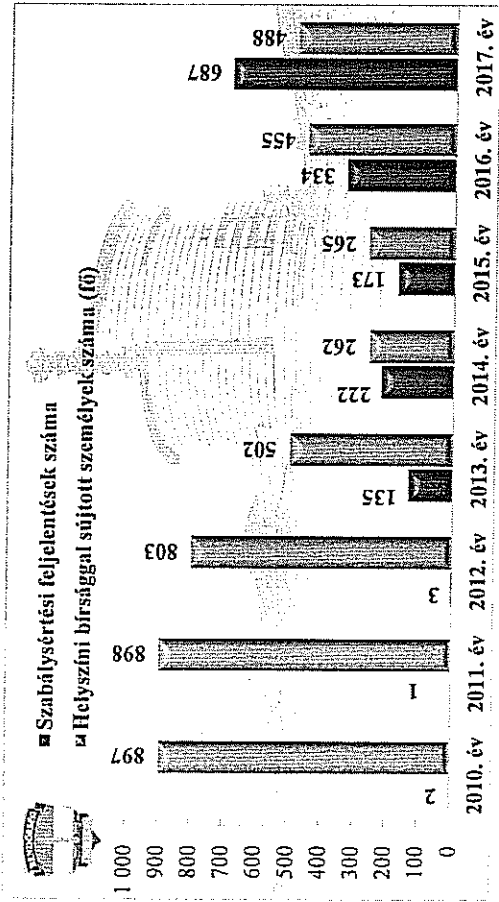 ■ Szabálysértési feljelentések száma
Helyszíni bírsággal sújtott személyek száma (fő)
1 000
900
800
700
600
500
400
300
200
100
0
2
897
1
898
3
803
135
502
222
262
173
265
334
455
687
488
2010. év
2011. év
2012. év
2013. év
2014. év
2015. év
2016. év
2017. év